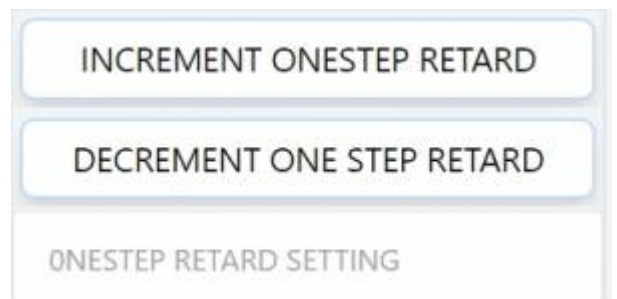 INCREMENT ONESTEP RETARD
DECREMENT ONE STEP RETARD
0NESTEP RETARD SETTING